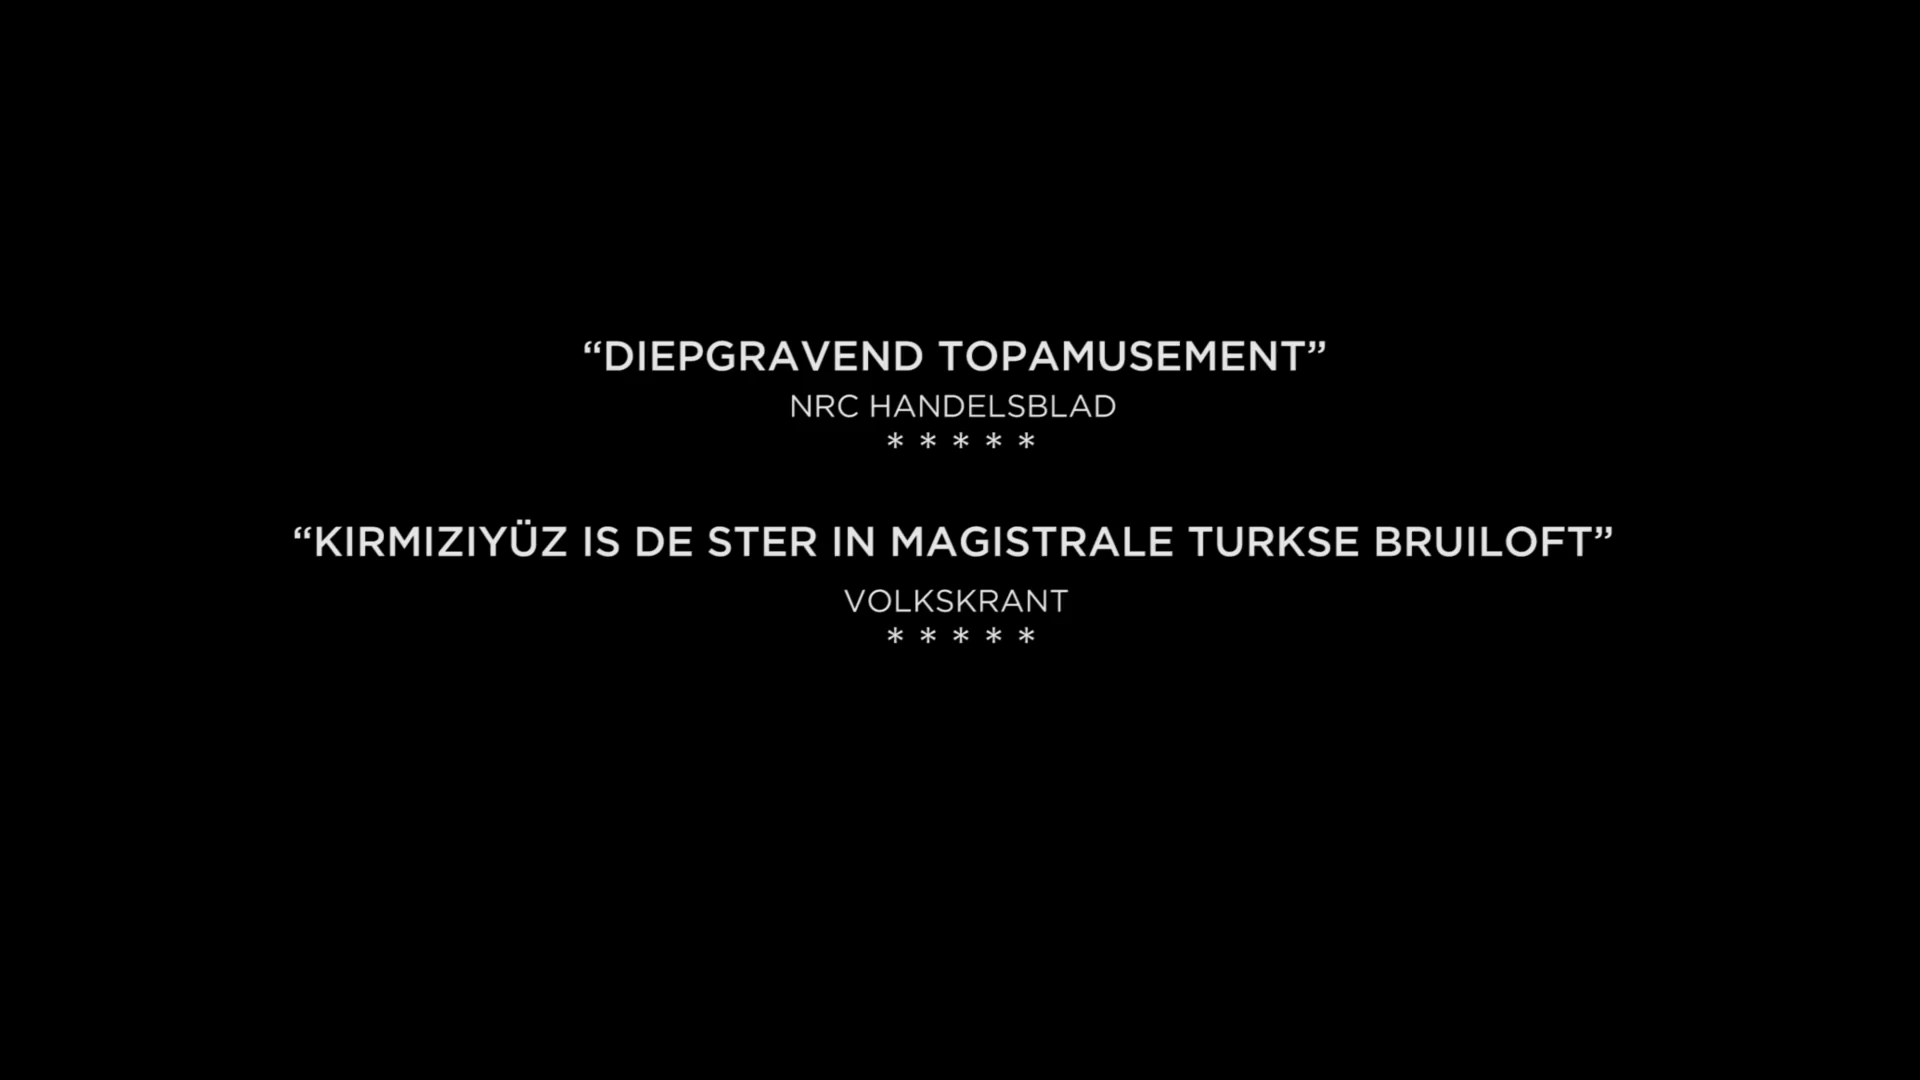 “DIEPGRAVEND TOPAMUSEMENT”
NRC HANDELSBLAD
* * * * *
“KIRMIZIYÜZ IS DE STER IN MAGISTRALE TURKSE BRUILOFT”
VOLKSKRANT
* * * * *